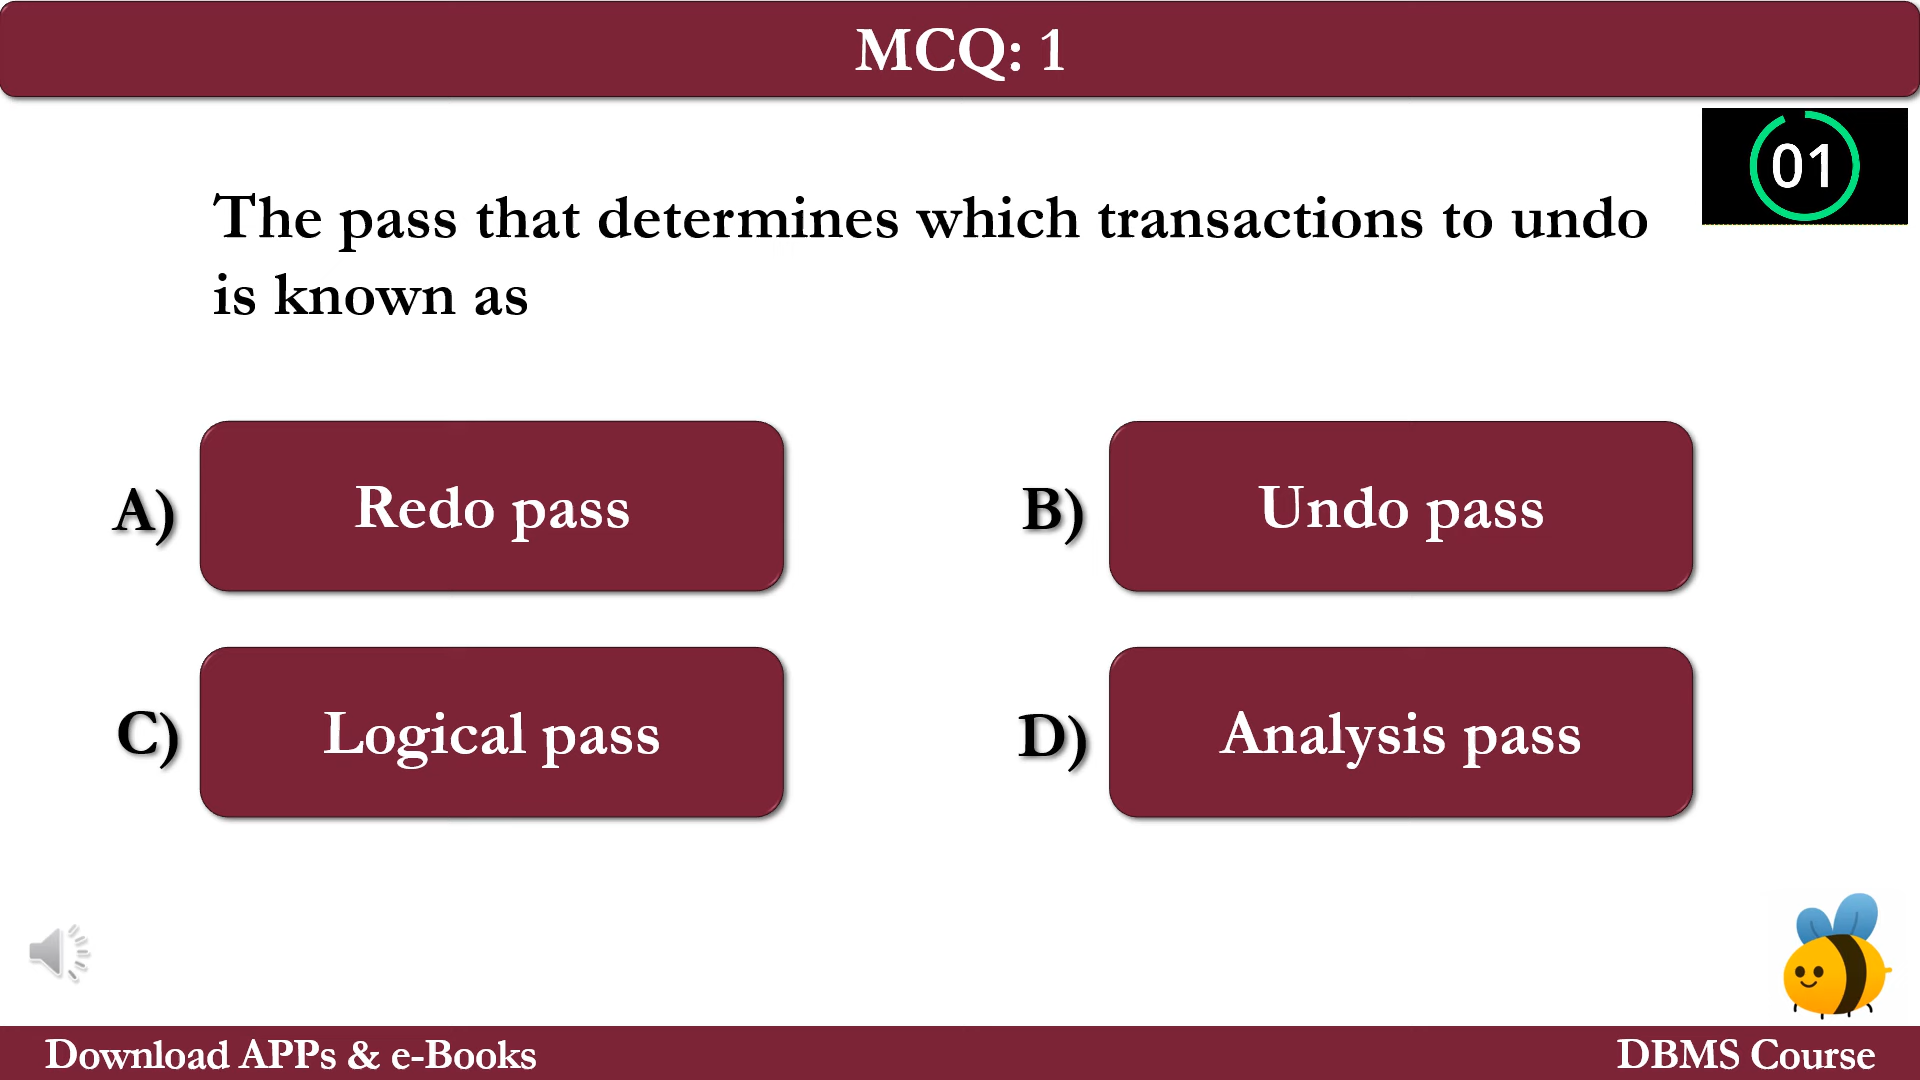 MCQ: 1
01
The pass that determines which transactions to undo
is known as
A) Redo pass
B) Undo pass
C) Logical pass
D) Analysis pass
Download APPs & e-Books
DBMS Course